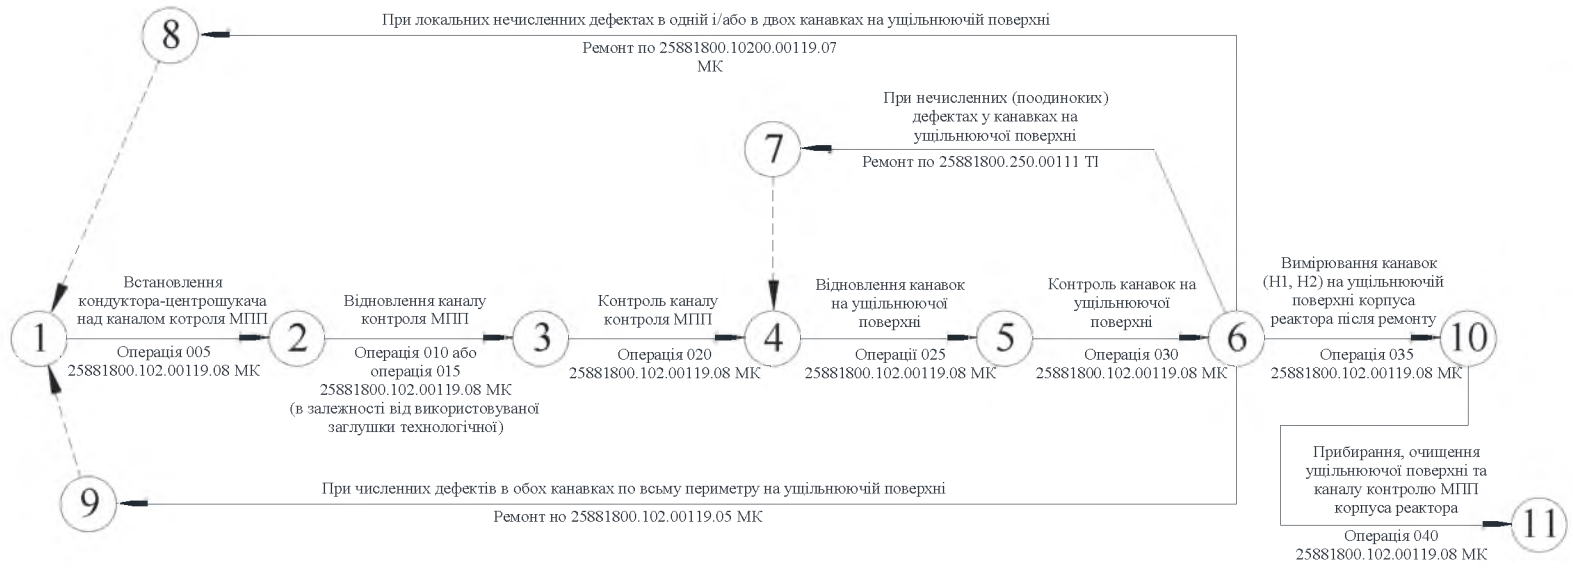 При локальних нечисленних дефектах в одній і/або в двох канавках на ущільнюючій поверхні
8
Ремонт по 25881800.10200.00119.07
МК
При нечисленних (поодиноких)
дефектах у канавках на
ущільнюючої поверхні
7
Ремонт по 25881800.250.00111 ТІ
Встановлення
кондуктора-центрошукача
над каналом котроля МПП
Відновлення каналу
контроля МПП
Контроль каналу
контроля МПП
Відновлення канавок
на ущільнюючої
поверхні
Контроль канавок на
ущільнюючої
поверхні
Вимірювання канавок
(Н1, Н2) на ущільнюючій
поверхні корпуса
реактора після ремонту
1
2
3
4
5
6
10
Операція 005
25881800.102.00119.08 МК
Операція 010 або
операція 015
25881800.102.00119.08 МК
(в залежності від використовуваної
заглушки технологічної)
Операція 020
25881800.102.00119.08 МК
Операції 025
25881800.102.00119.08 МК
Операція 030
25881800.102.00119.08 МК
Операція 035
25881800.102.00119.08 МК
При численних дефектів в обох канавках по всьму периметру на ущільнюючій поверхні
9
Ремонт но 25881800.102.00119.05 МК
Прибирання, очищення
ущільнюючої поверхні та
каналу контролю МПП
корпуса реактора
11
Операція 040
25881800.102.00119.08 МК